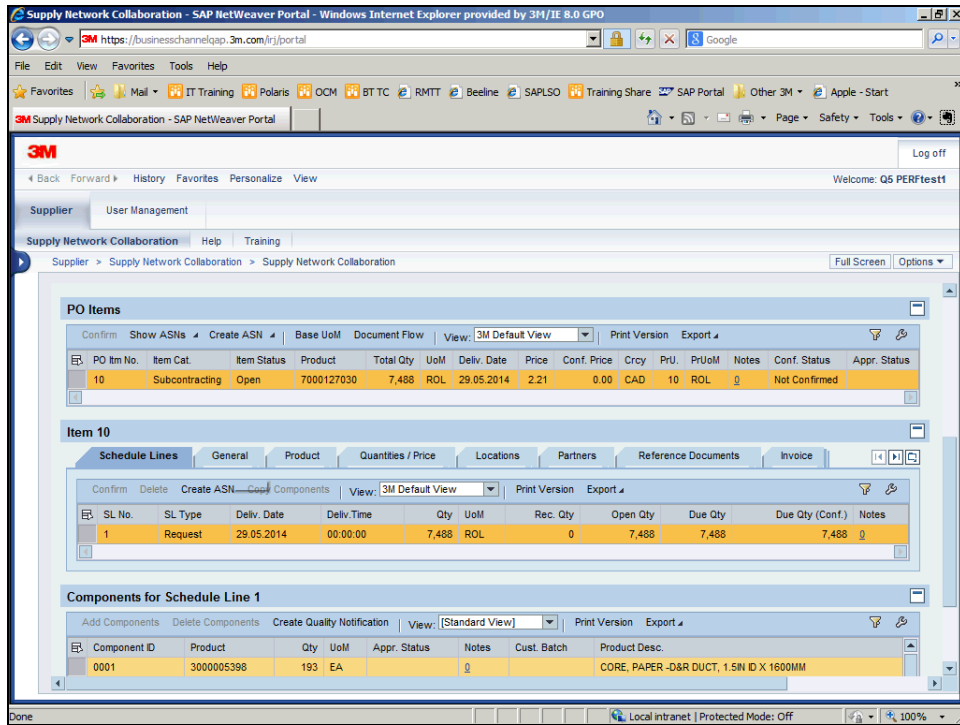 Supply Network Collaboration - SAP NetWeaver Portal - Windows Internet Explorer provided by 3M/IE 8.0 GPO
3M https://businesschannelqap.3m.com/irj/portal
Google
File Edit View Favorites Tools Help
Favorites Mail IT Training Polaris OCM BT TC RMTT Beeline SAPLSO Training Share SAP Portal Other 3M Apple - Start
3M Supply Network Collaboration - SAP NetWeaver Portal Page Safety Tools
3M Log off
Back Forward History Favorites Personalize View Welcome: Q5 PERFtest1
Supplier User Management
Supply Network Collaboration Help Training
Supplier > Supply Network Collaboration > Supply Network Collaboration Full Screen Options
PO Items
Confirm Show ASNs Create ASN Base UoM Document Flow View: 3M Default View Print Version Export
PO Itm No. Item Cat. Item Status Product Total Qty UoM Deliv. Date Price Conf. Price Crcy PrU. PrUoM Notes Conf. Status Appr. Status
10 Subcontracting Open 7000127030 7,488 ROL 29.05.2014 2.21 0.00 CAD 10 ROL 0 Not Confirmed
Item 10
Schedule Lines General Product Quantities / Price Locations Partners Reference Documents Invoice
Confirm Delete Create ASN Copy Components View: 3M Default View Print Version Export
SL No. SL Type Deliv. Date Deliv.Time Qty UoM Rec. Qty Open Qty Due Qty Due Qty (Conf.) Notes
1 Request 29.05.2014 00:00:00 7,488 ROL 0 7,488 7,488 7,488 0
Components for Schedule Line 1
Add Components Delete Components Create Quality Notification View: [Standard View] Print Version Export
Component ID Product Qty UoM Appr. Status Notes Cust. Batch Product Desc.
0001 3000005398 193 EA 0 CORE, PAPER -D&R DUCT, 1.5IN ID X 1600MM
Done Local intranet | Protected Mode: Off 100%